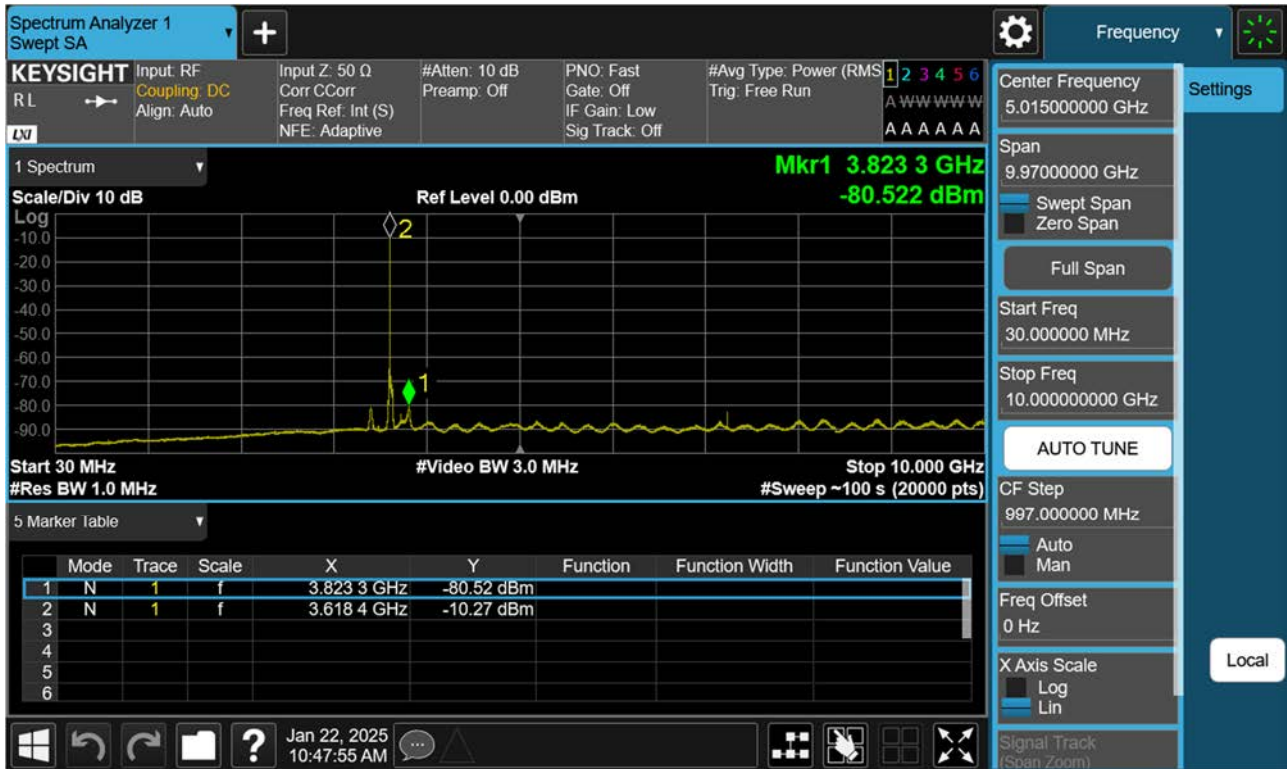 Spectrum Analyzer 1
Swept SA
+
Frequency
KEYSIGHT
RL
LXI
Input: RF
Coupling: DC
Align: Auto
Input Z: 50 Ω
Corr CCorr
Freq Ref: Int (S)
NFE: Adaptive
#Atten: 10 dB
Preamp: Off
PNO: Fast
Gate: Off
IF Gain: Low
Sig Track: Off
#Avg Type: Power (RMS
Trig: Free Run
1 2 3 4 5 6
A W W W W W
A A A A A A
1 Spectrum
Scale/Div 10 dB
Ref Level 0.00 dBm
Mkr1 3.823 3 GHz
-80.522 dBm
Log
-10.0
-20.0
-30.0
-40.0
-50.0
-60.0
-70.0
-80.0
-90.0
2
1
Start 30 MHz
#Video BW 3.0 MHz
Stop 10.000 GHz
#Res BW 1.0 MHz
#Sweep ~100 s (20000 pts)
5 Marker Table
Mode Trace Scale X Y Function Function Width Function Value
1 N 1 f 3.823 3 GHz -80.52 dBm
2 N 1 f 3.618 4 GHz -10.27 dBm
3
4
5
6
Center Frequency
5.015000000 GHz
Span
9.97000000 GHz
Swept Span
Zero Span
Full Span
Start Freq
30.000000 MHz
Stop Freq
10.000000000 GHz
AUTO TUNE
CF Step
997.000000 MHz
Auto
Man
Freq Offset
0 Hz
X Axis Scale
Log
Lin
Signal Track
(Span Zoom)
Settings
Local
?
Jan 22, 2025
10:47:55 AM